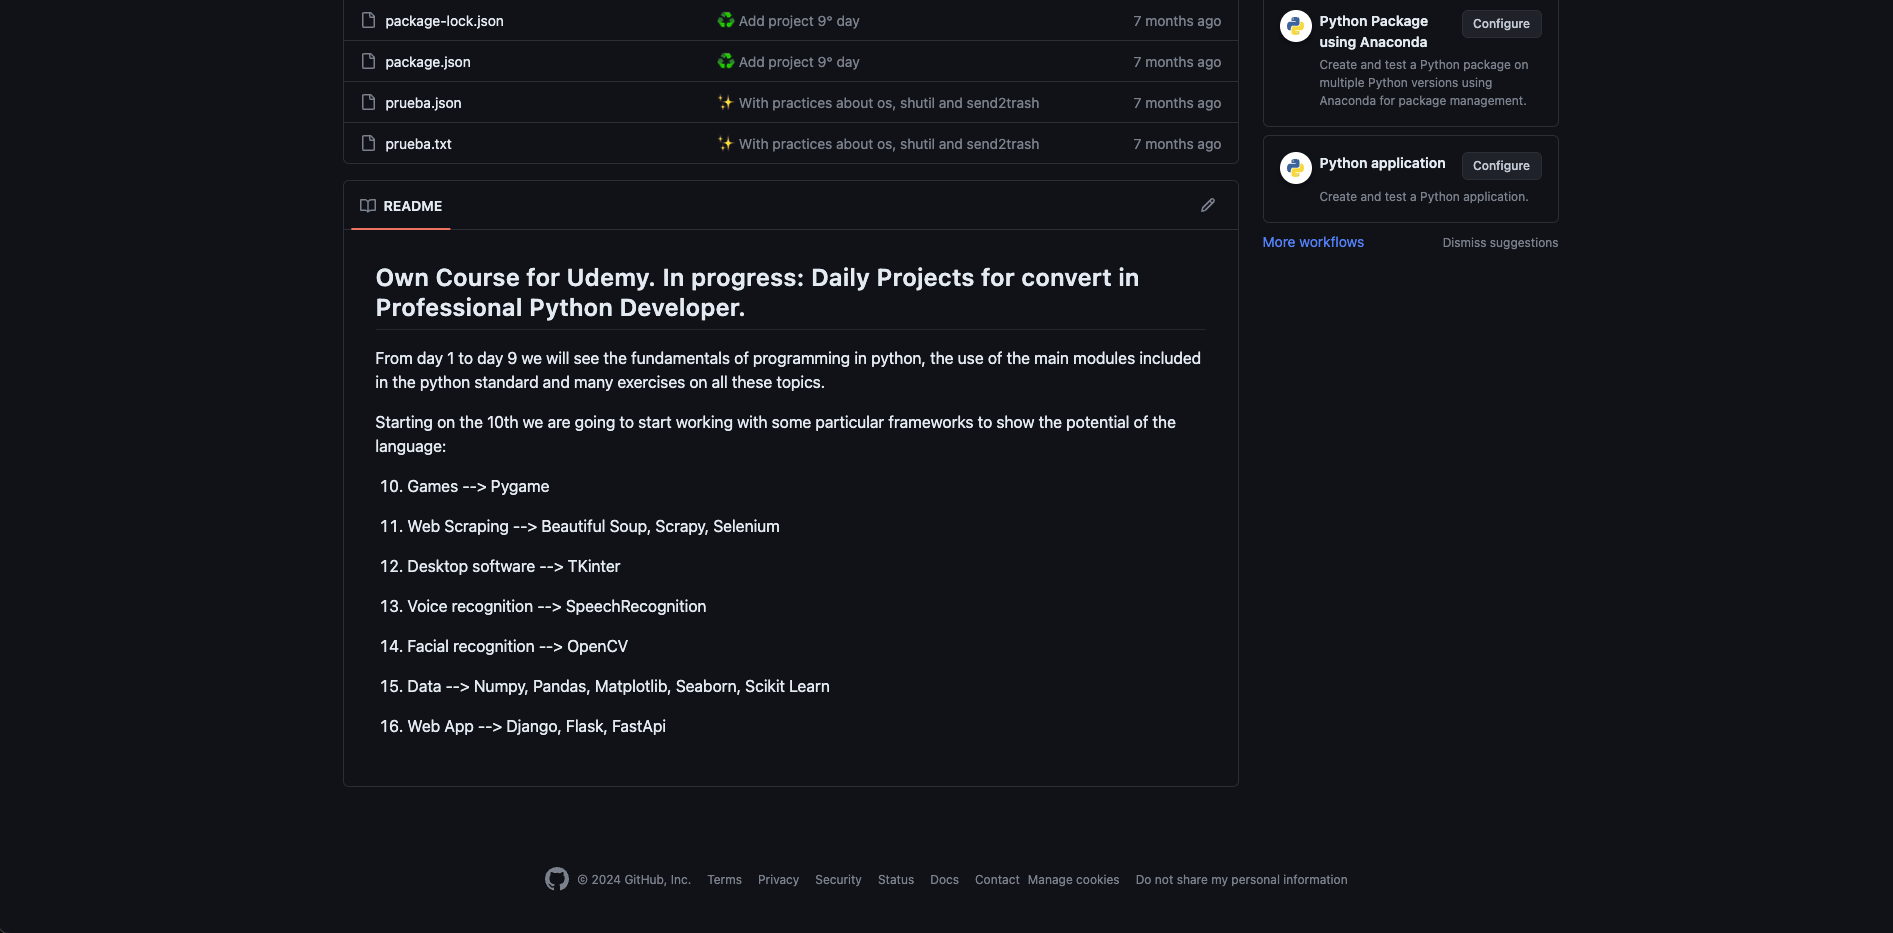 package-lock.json ♻️ Add project 9° day 7 months ago
package.json ♻️ Add project 9° day 7 months ago
prueba.json ✨ With practices about os, shutil and send2trash 7 months ago
prueba.txt ✨ With practices about os, shutil and send2trash 7 months ago
README
Own Course for Udemy. In progress: Daily Projects for convert in
Professional Python Developer.
From day 1 to day 9 we will see the fundamentals of programming in python, the use of the main modules included
in the python standard and many exercises on all these topics.
Starting on the 10th we are going to start working with some particular frameworks to show the potential of the
language:
10. Games --> Pygame
11. Web Scraping --> Beautiful Soup, Scrapy, Selenium
12. Desktop software --> TKinter
13. Voice recognition --> SpeechRecognition
14. Facial recognition --> OpenCV
15. Data --> Numpy, Pandas, Matplotlib, Seaborn, Scikit Learn
16. Web App --> Django, Flask, FastApi
Python Package
using Anaconda
Configure
Create and test a Python package on
multiple Python versions using
Anaconda for package management.
Python application
Configure
Create and test a Python application.
More workflows
Dismiss suggestions
© 2024 GitHub, Inc. Terms Privacy Security Status Docs Contact Manage cookies Do not share my personal information